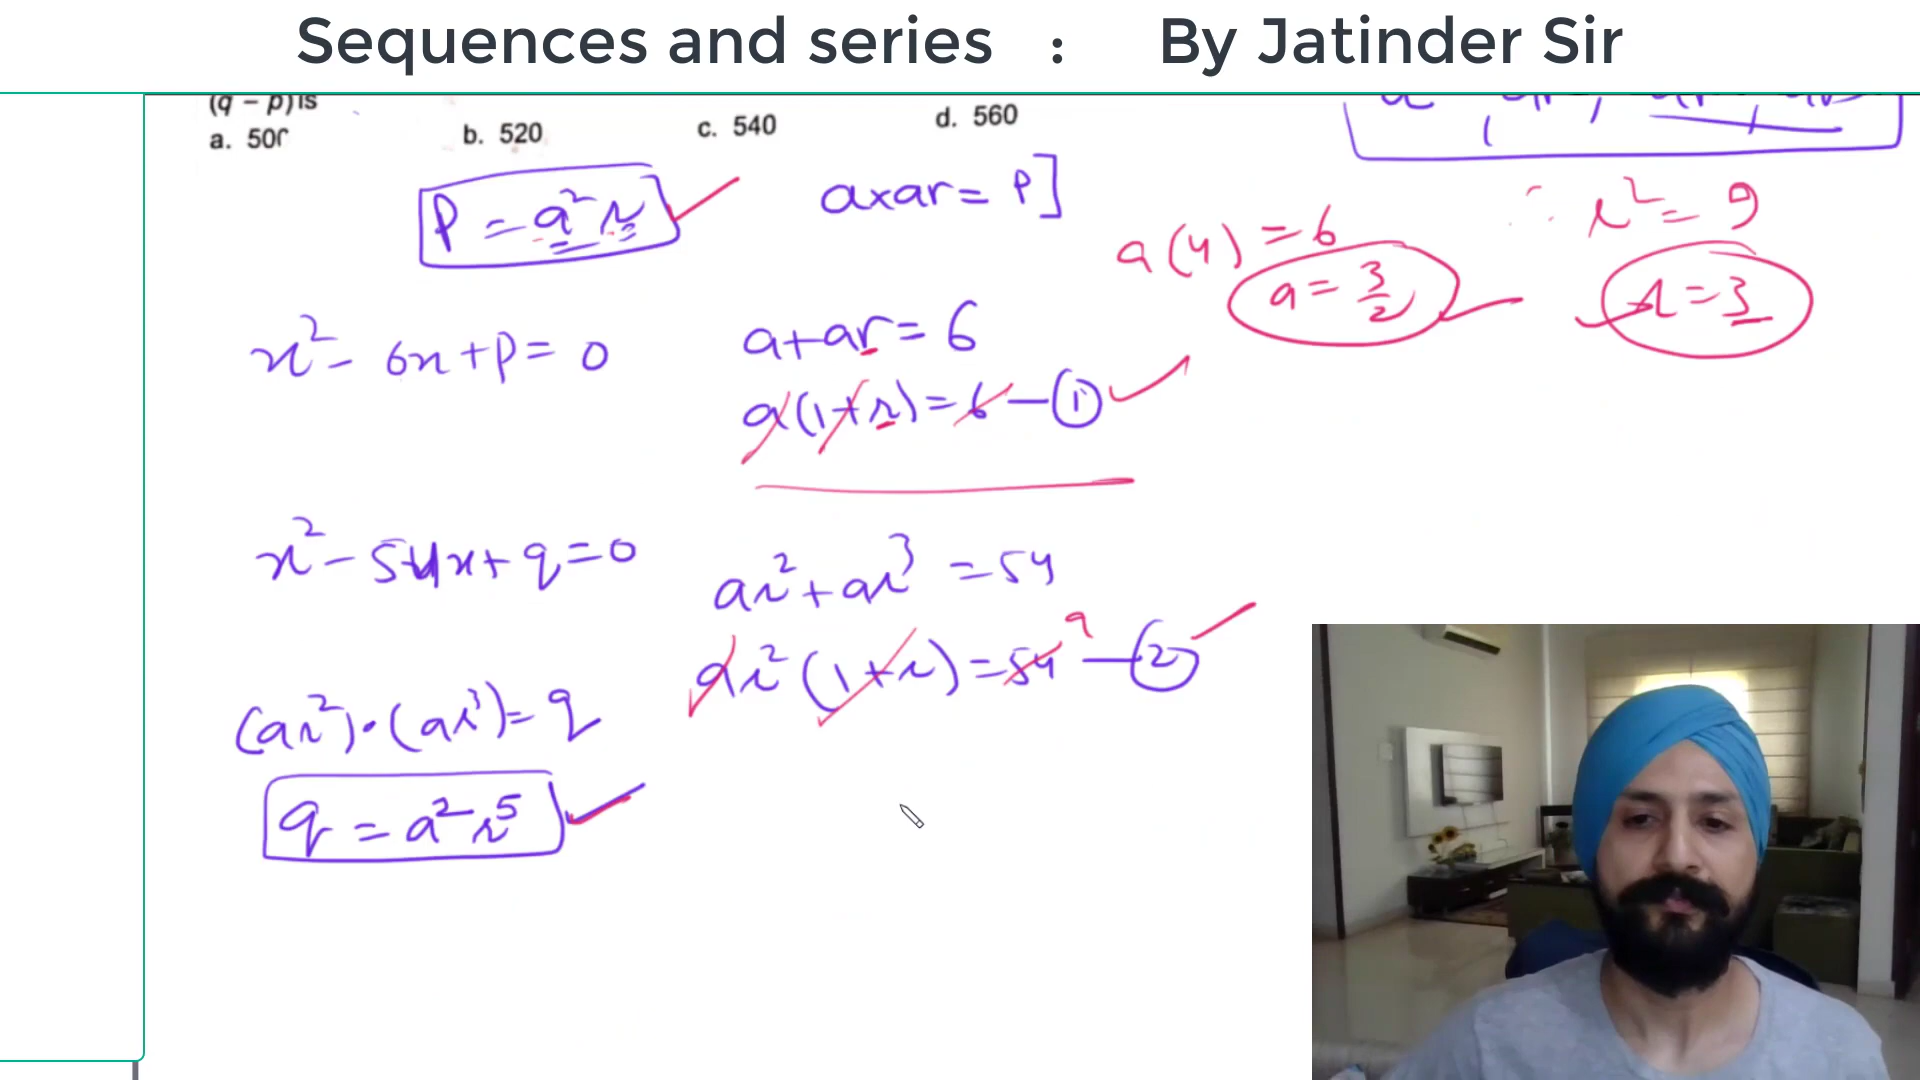 Sequences and series : By Jatinder Sir
(q – p) is
a. 500
b. 520
c. 540
d. 560
P = a²r
a×ar = P]
a(4) = 6
a = 3/2
∴ r² = 9
r = 3
x² - 6x + P = 0
a + ar = 6
a(1+r) = 6 — ①
x² - 54x + q = 0
ar² + ar³ = 54
ar²(1+r) = 54 9 — ②
(ar²)·(ar³) = q
q = a²r⁵